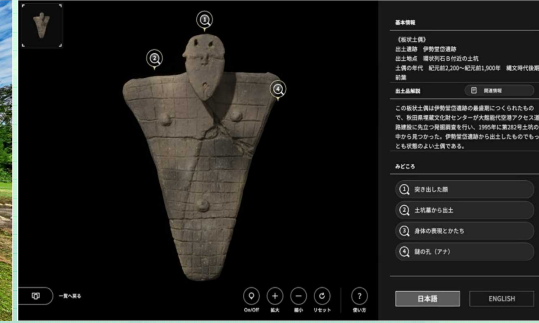 基本情報
《板状土偶》
出土遺跡 伊勢堂岱遺跡
出土地点 環状列石B付近の土坑
土偶の年代 紀元前2,200~紀元前1,900年 縄文時代後期
前葉
出土品解説
関連情報
この板状土偶は伊勢堂岱遺跡の最盛期につくられたもの
で、秋田県埋蔵文化財センターが大館能代空港アクセス道
路建設に先立つ発掘調査を行い、1995年に第282号土坑の
中から見つかった。伊勢堂岱遺跡から出土したものでもっ
とも状態のよい土偶である。
みどころ
1 突き出した顔
2 土坑墓から出土
3 身体の表現とかたち
4 謎の孔（アナ）
一覧へ戻る
On/Off
拡大
縮小
リセット
使い方
日本語
ENGLISH